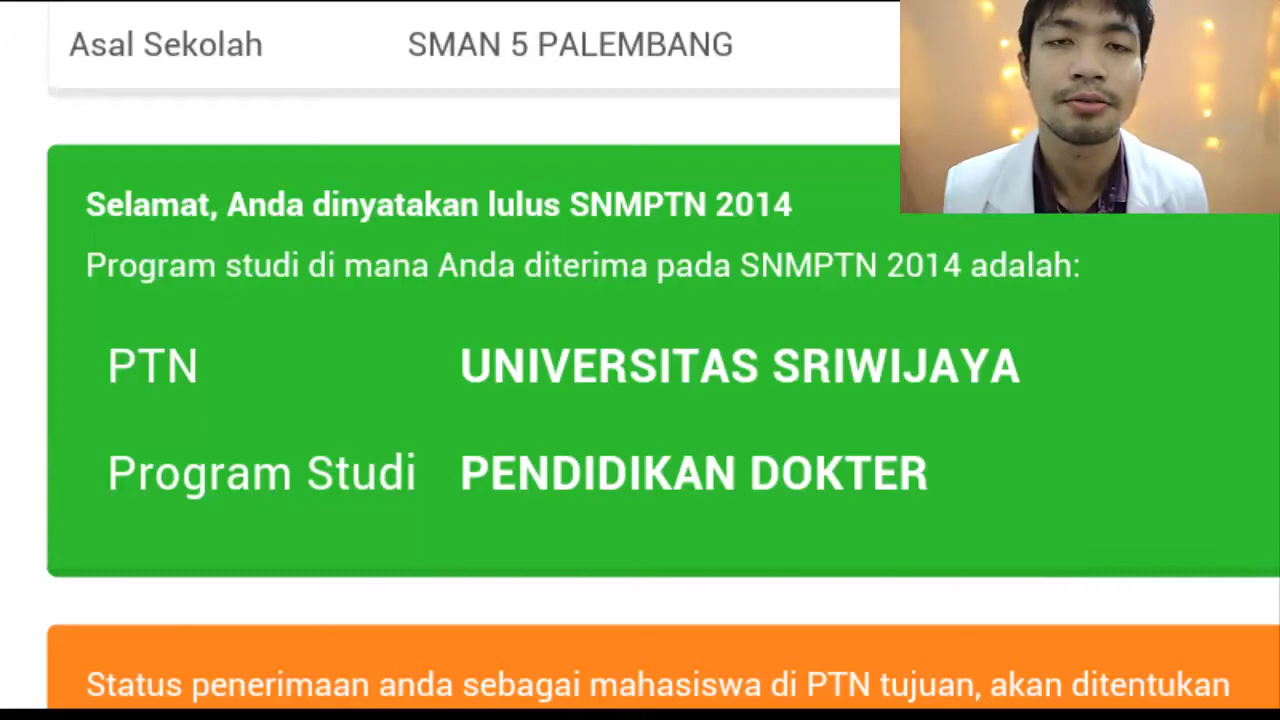 Asal Sekolah SMAN 5 PALEMBANG
Selamat, Anda dinyatakan lulus SNMPTN 2014
Program studi di mana Anda diterima pada SNMPTN 2014 adalah:
PTN UNIVERSITAS SRIWIJAYA
Program Studi PENDIDIKAN DOKTER
Status penerimaan anda sebagai mahasiswa di PTN tujuan, akan ditentukan